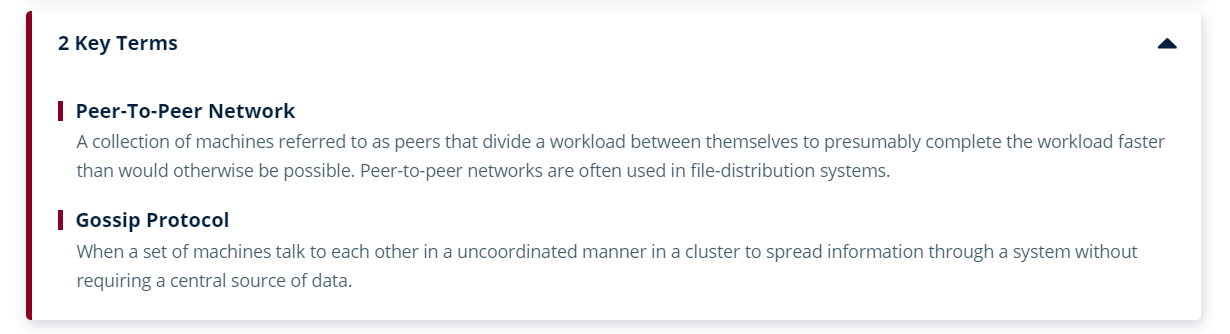 2 Key Terms
Peer-To-Peer Network
A collection of machines referred to as peers that divide a workload between themselves to presumably complete the workload faster
than would otherwise be possible. Peer-to-peer networks are often used in file-distribution systems.
Gossip Protocol
When a set of machines talk to each other in a uncoordinated manner in a cluster to spread information through a system without
requiring a central source of data.